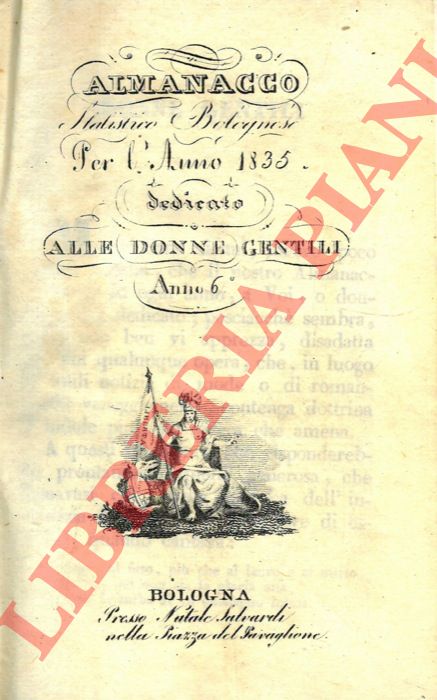 ALMANACCO
Statistico Bolognese
Per l'Anno 1835.
dedicato
ALLE DONNE GENTILI
Anno 6°
BOLOGNA
Presso Natale Salvardi
nella Piazza del Pavaglione.
LIBRERIA PIANI